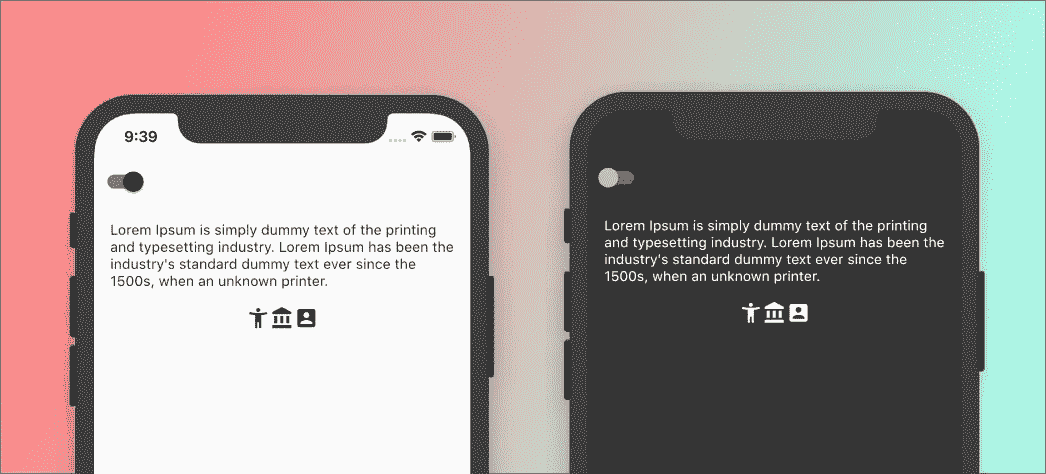 9:39
Lorem Ipsum is simply dummy text of the printing
and typesetting industry. Lorem Ipsum has been the
industry's standard dummy text ever since the
1500s, when an unknown printer.
Lorem Ipsum is simply dummy text of the printing
and typesetting industry. Lorem Ipsum has been the
industry's standard dummy text ever since the
1500s, when an unknown printer.